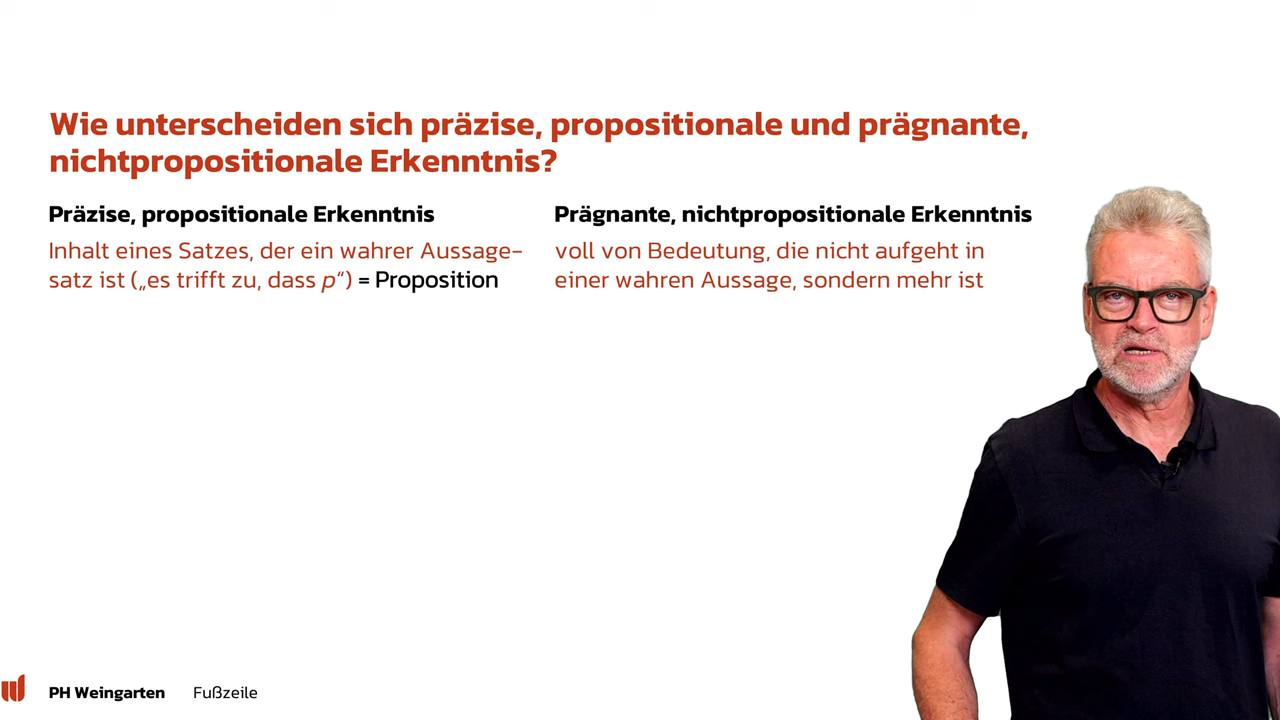 Wie unterscheiden sich präzise, propositionale und prägnante,
nichtpropositionale Erkenntnis?
Präzise, propositionale Erkenntnis
Inhalt eines Satzes, der ein wahrer Aussage-
satz ist („es trifft zu, dass p“) = Proposition
Prägnante, nichtpropositionale Erkenntnis
voll von Bedeutung, die nicht aufgeht in
einer wahren Aussage, sondern mehr ist
PH Weingarten Fußzeile